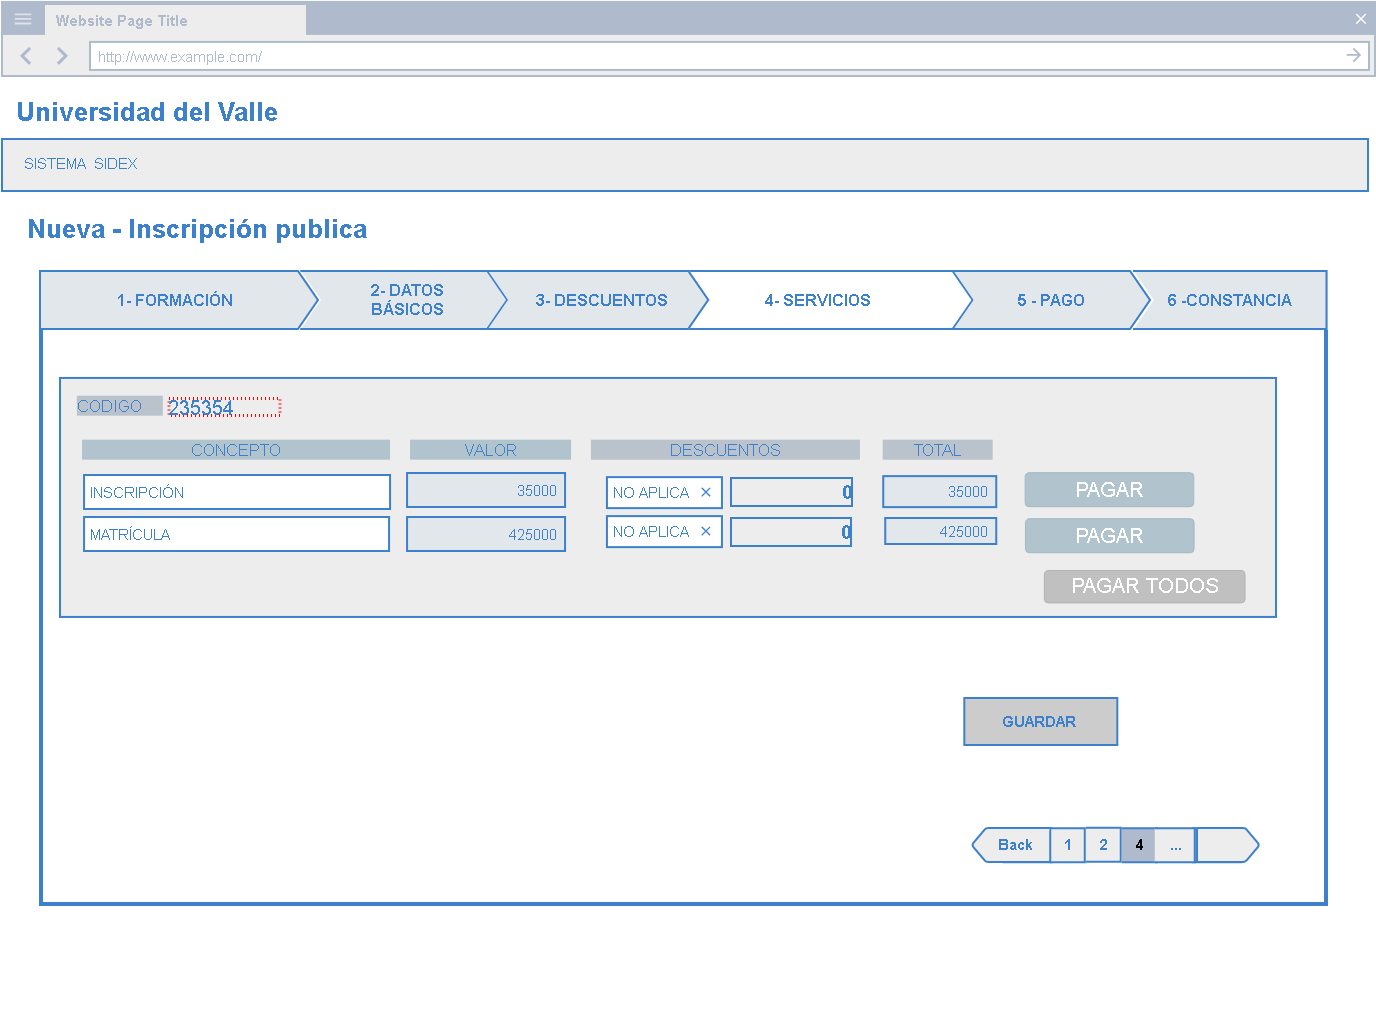 Website Page Title
http://www.example.com/
Universidad del Valle
SISTEMA SIDEX
Nueva - Inscripción publica
1- FORMACIÓN
2- DATOS
BÁSICOS
3- DESCUENTOS
4- SERVICIOS
5 - PAGO
6 -CONSTANCIA
CODIGO 235354
CONCEPTO VALOR DESCUENTOS TOTAL
INSCRIPCIÓN 35000 NO APLICA × 0 35000 PAGAR
MATRÍCULA 425000 NO APLICA × 0 425000 PAGAR
PAGAR TODOS
GUARDAR
Back 1 2 4 ...